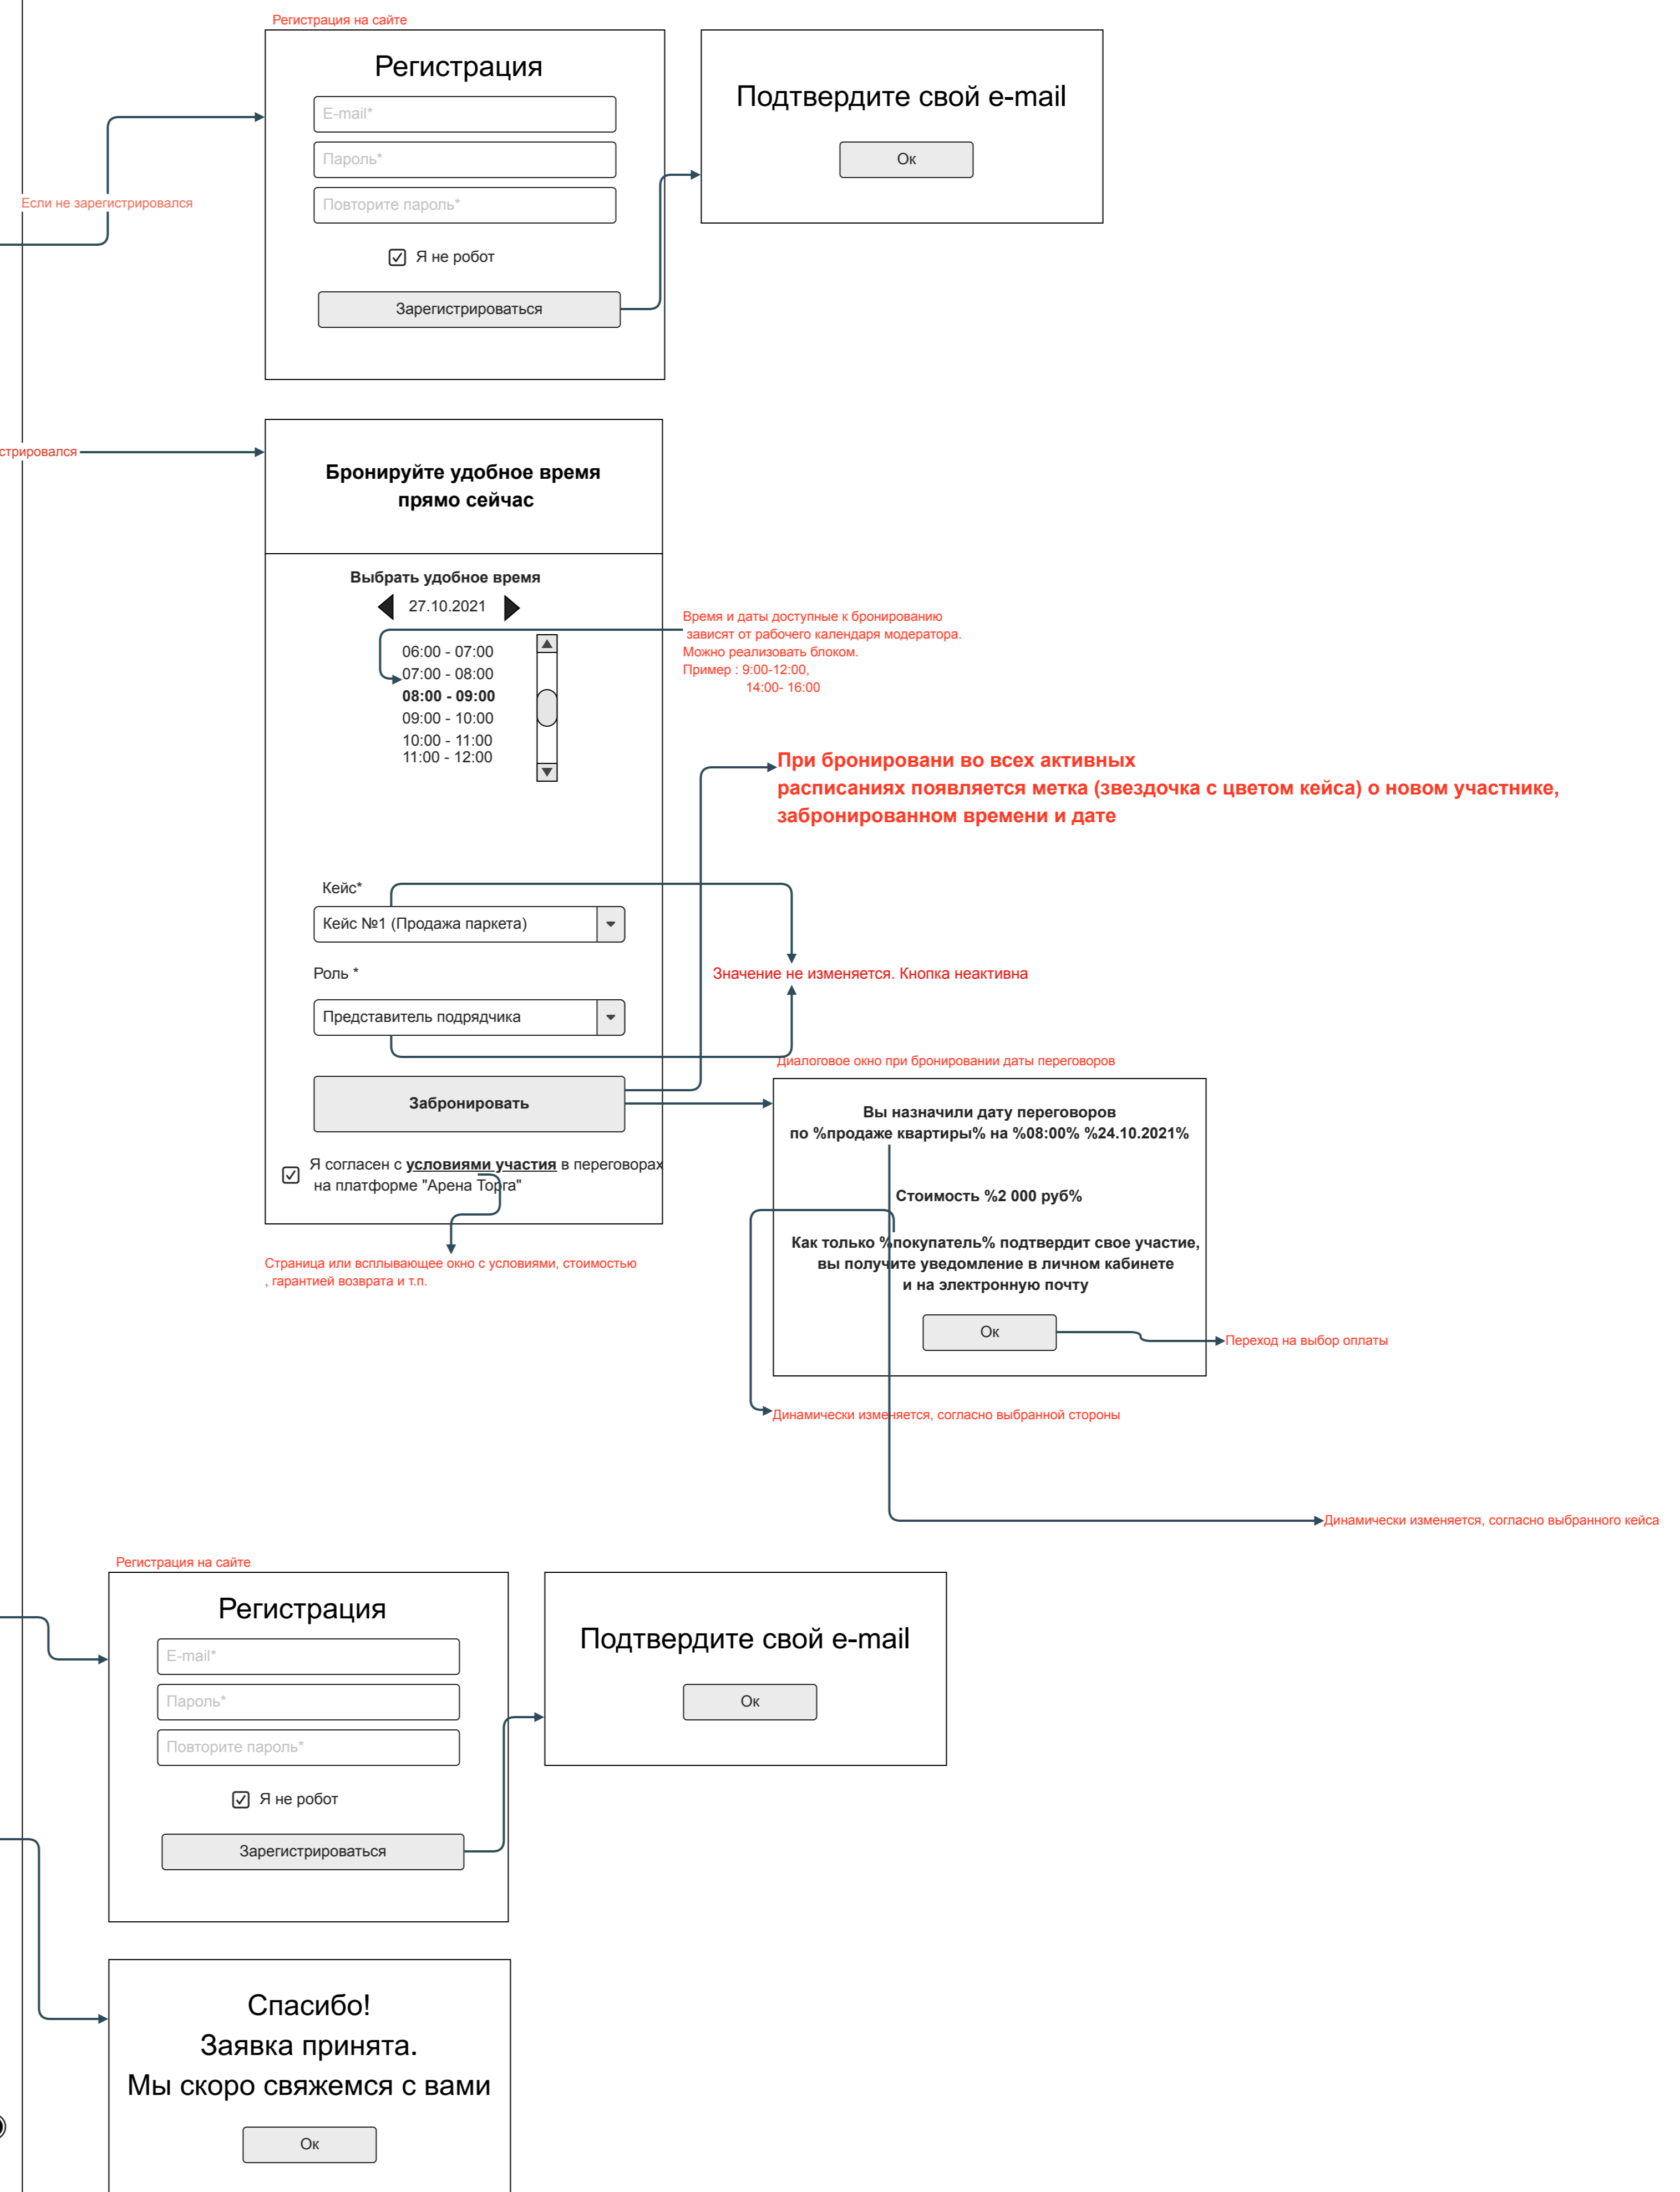 Регистрация на сайте
Регистрация
E-mail*
Пароль*
Повторите пароль*
Я не робот
Зарегистрироваться
Подтвердите свой e-mail
Ок
Если не зарегистрировался
стрировался
Бронируйте удобное время
прямо сейчас
Выбрать удобное время
27.10.2021
06:00 - 07:00
07:00 - 08:00
08:00 - 09:00
09:00 - 10:00
10:00 - 11:00
11:00 - 12:00
Время и даты доступные к бронированию
зависят от рабочего календаря модератора.
Можно реализовать блоком.
Пример : 9:00-12:00,
14:00- 16:00
При бронировани во всех активных
расписаниях появляется метка (звездочка с цветом кейса) о новом участнике,
забронированном времени и дате
Кейс*
Кейс №1 (Продажа паркета)
Роль *
Представитель подрядчика
Значение не изменяется. Кнопка неактивна
Забронировать
Я согласен с условиями участия в переговорах
на платформе "Арена Торга"
Страница или всплывающее окно с условиями, стоимостью
, гарантией возврата и т.п.
Диалоговое окно при бронировании даты переговоров
Вы назначили дату переговоров
по %продаже квартиры% на %08:00% %24.10.2021%
Стоимость %2 000 руб%
Как только %покупатель% подтвердит свое участие,
вы получите уведомление в личном кабинете
и на электронную почту
Ок
Переход на выбор оплаты
Динамически изменяется, согласно выбранной стороны
Динамически изменяется, согласно выбранного кейса
Регистрация на сайте
Регистрация
E-mail*
Пароль*
Повторите пароль*
Я не робот
Зарегистрироваться
Подтвердите свой e-mail
Ок
Спасибо!
Заявка принята.
Мы скоро свяжемся с вами
Ок